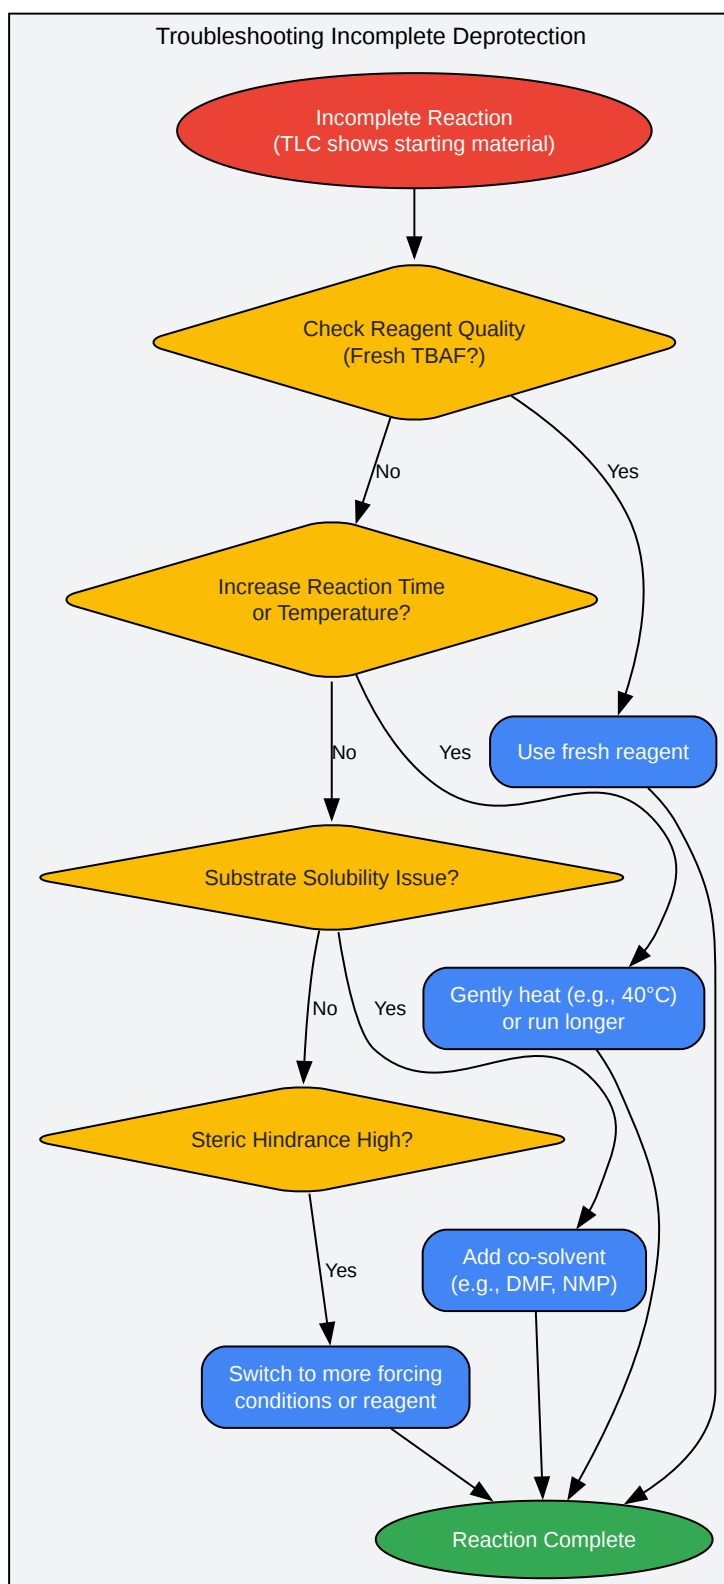 Troubleshooting Incomplete Deprotection
Incomplete Reaction
(TLC shows starting material)
Check Reagent Quality
(Fresh TBAF?)
No
Yes
Increase Reaction Time
or Temperature?
No
Yes
Use fresh reagent
Substrate Solubility Issue?
No
Yes
Gently heat (e.g., 40°C)
or run longer
Steric Hindrance High?
Yes
Add co-solvent
(e.g., DMF, NMP)
Switch to more forcing
conditions or reagent
Reaction Complete